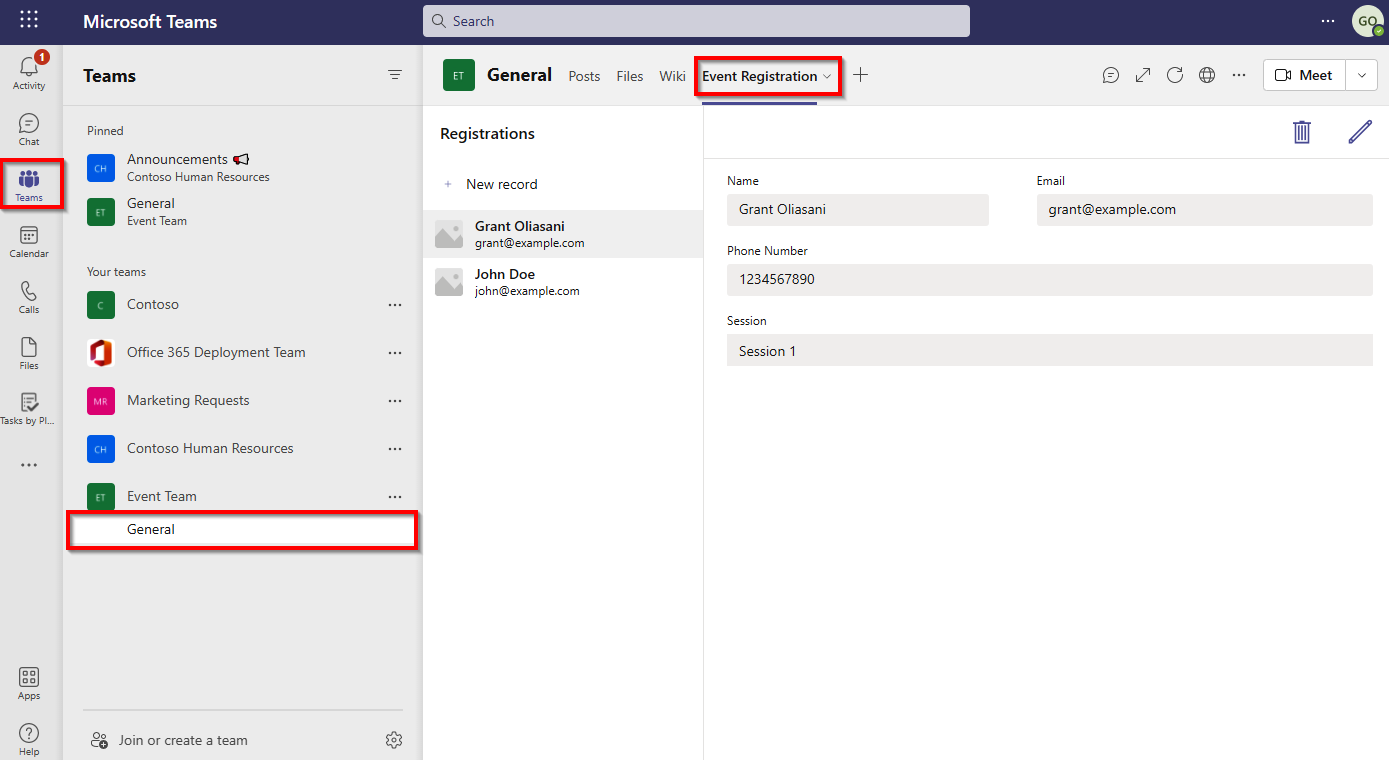 Microsoft Teams
Search
GO
1
Activity
Chat
Teams
Calendar
Calls
Files
Tasks by Pl...
Apps
Help
Teams
Pinned
CH
Announcements
Contoso Human Resources
ET
General
Event Team
Your teams
C
Contoso
Office 365 Deployment Team
MR
Marketing Requests
CH
Contoso Human Resources
ET
Event Team
General
Join or create a team
ET
General
Posts
Files
Wiki
Event Registration
Meet
Registrations
+ New record
Grant Oliasani
grant@example.com
John Doe
john@example.com
Name
Grant Oliasani
Email
grant@example.com
Phone Number
1234567890
Session
Session 1